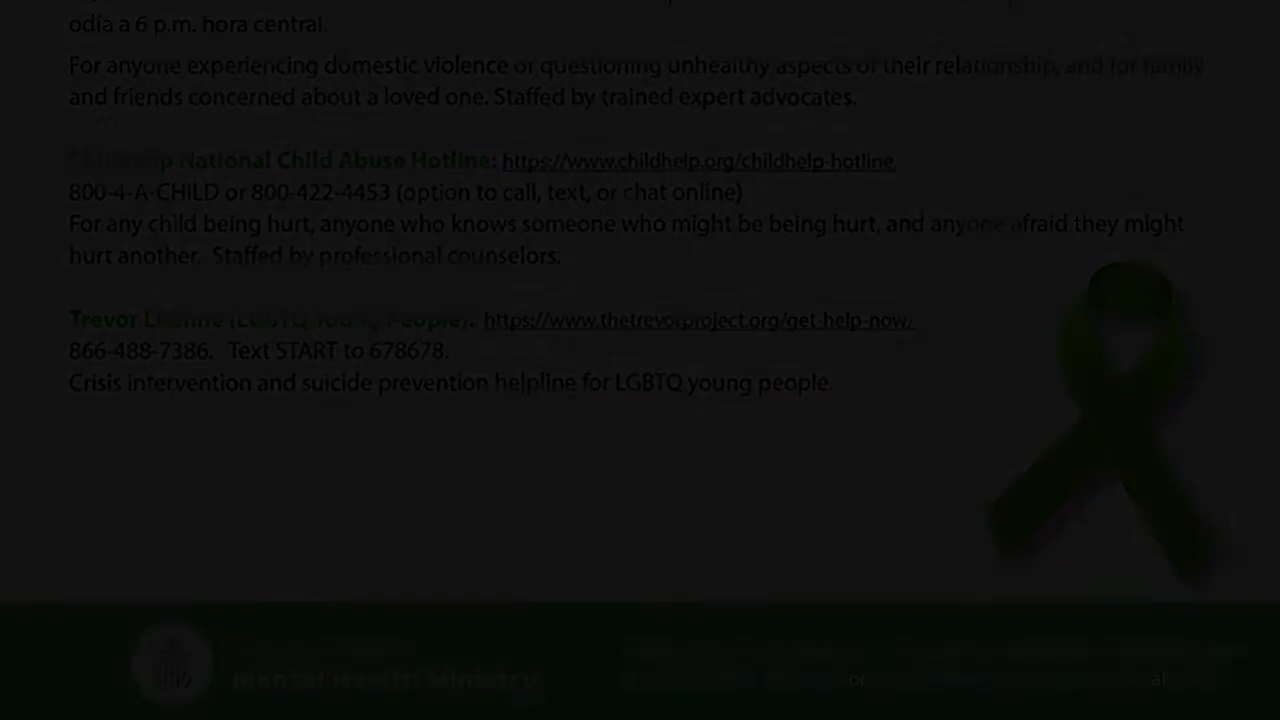 odía a 6 p.m. hora central.
For anyone experiencing domestic violence or questioning unhealthy aspects of their relationship, and for family
and friends concerned about a loved one. Staffed by trained expert advocates.
National Child Abuse Hotline: https://www.childhelp.org/childhelp-hotline
800-4-A-CHILD or 800-422-4453 (option to call, text, or chat online)
For any child being hurt, anyone who knows someone who might be being hurt, and anyone afraid they might
hurt another. Staffed by professional counselors.
Trevor Lifeline (LGBTQ Young People): https://www.thetrevorproject.org/get-help-now/
866-488-7386. Text START to 678678.
Crisis intervention and suicide prevention helpline for LGBTQ young people.
Mental Health Ministry